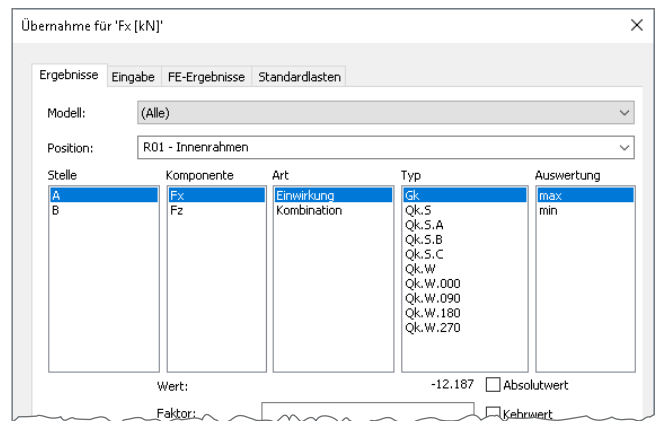 Übernahme für 'Fx [kN]'
Ergebnisse Eingabe FE-Ergebnisse Standardlasten
Modell: (Alle)
Position: R01 - Innenrahmen
Stelle Komponente Art Typ Auswertung
A Fx Einwirkung Gk max
B Fz Kombination Qk.S min
Qk.S.A
Qk.S.B
Qk.S.C
Qk.W
Qk.W.000
Qk.W.090
Qk.W.180
Qk.W.270
Wert: -12.187 Absolutwert
Faktor: Kehrwert